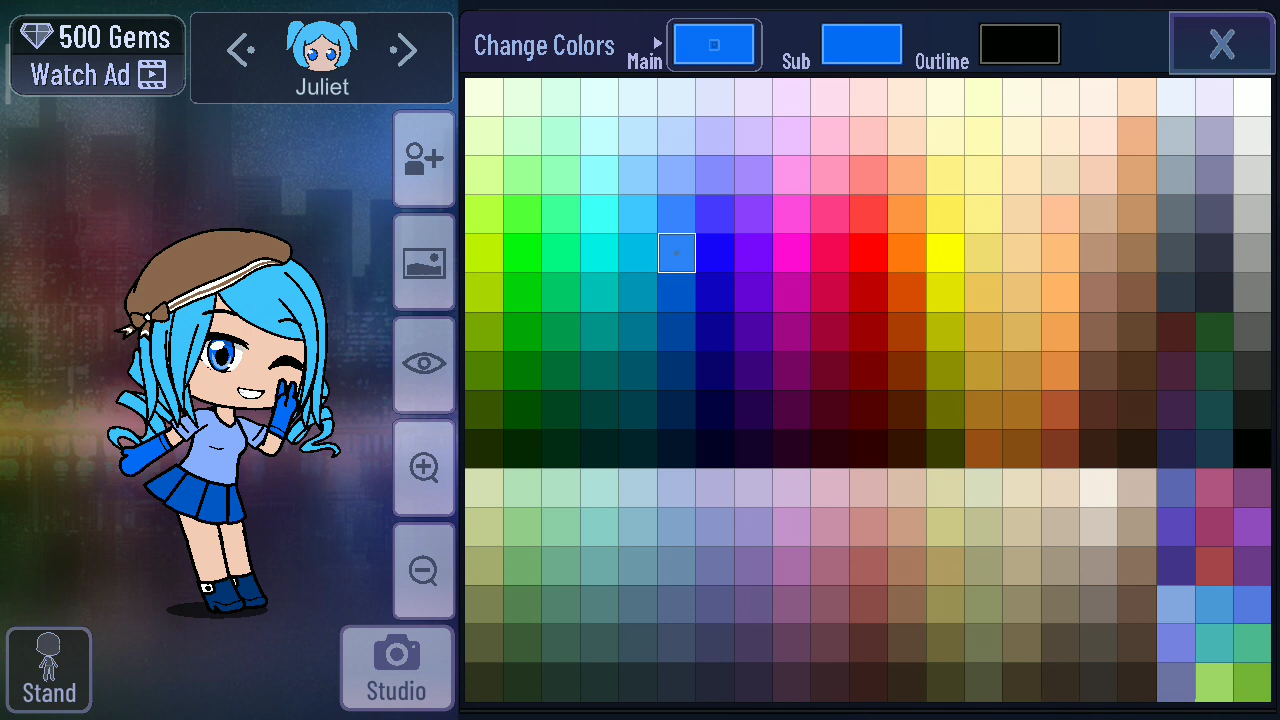 500 Gems
Watch Ad
Juliet
Change Colors
Main
Sub
Outline
X
Stand
Studio